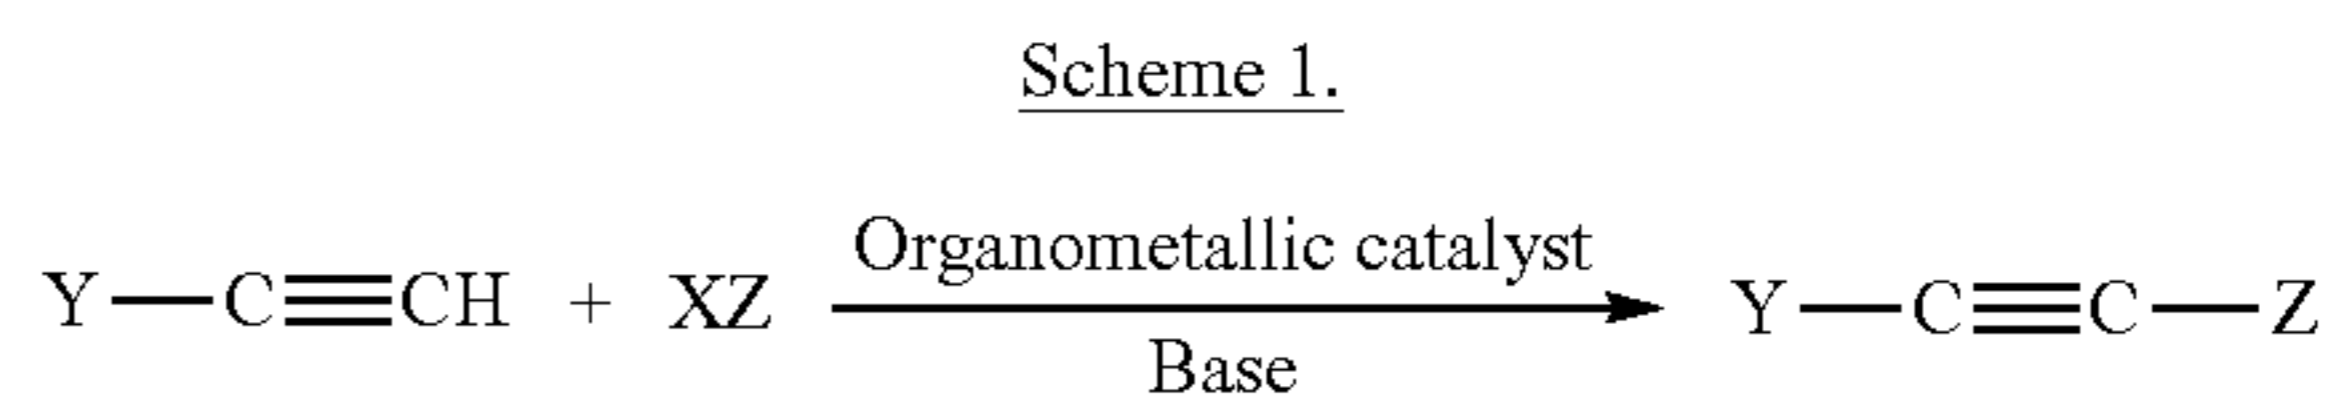 Scheme 1.
Organometallic catalyst
Y—C≡CH + XZ Y—C≡C—Z
Base